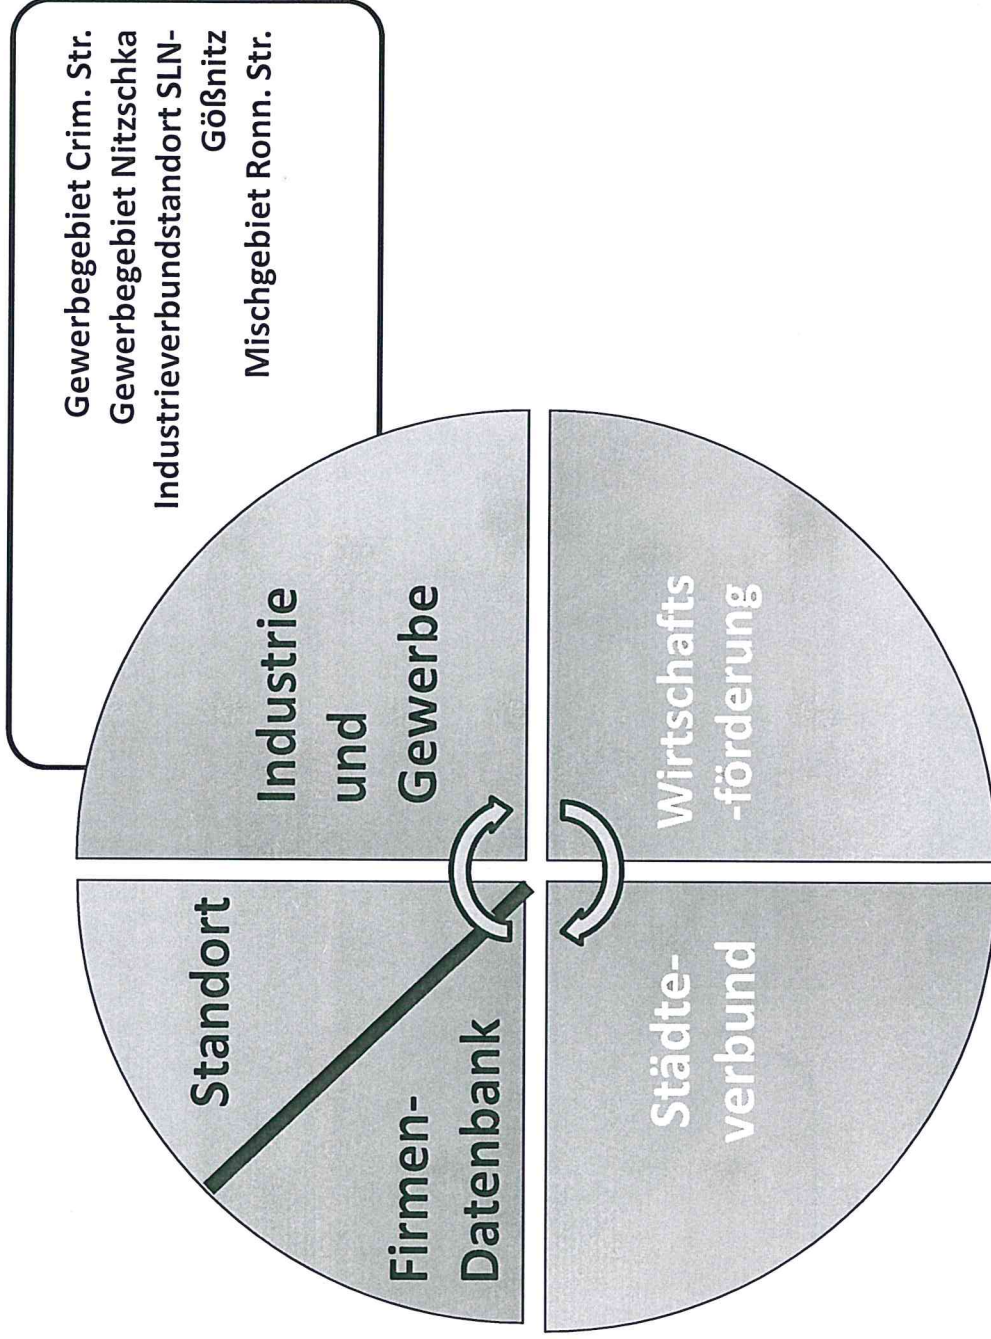 Gewerbegebiet Crim. Str.
Gewerbegebiet Nitzschka
Industrieverbundstandort SLN-
Gößnitz
Mischgebiet Ronn. Str.
Standort
Firmen-
Datenbank
Industrie
und
Gewerbe
Städte-
verbund
Wirtschafts
-förderung